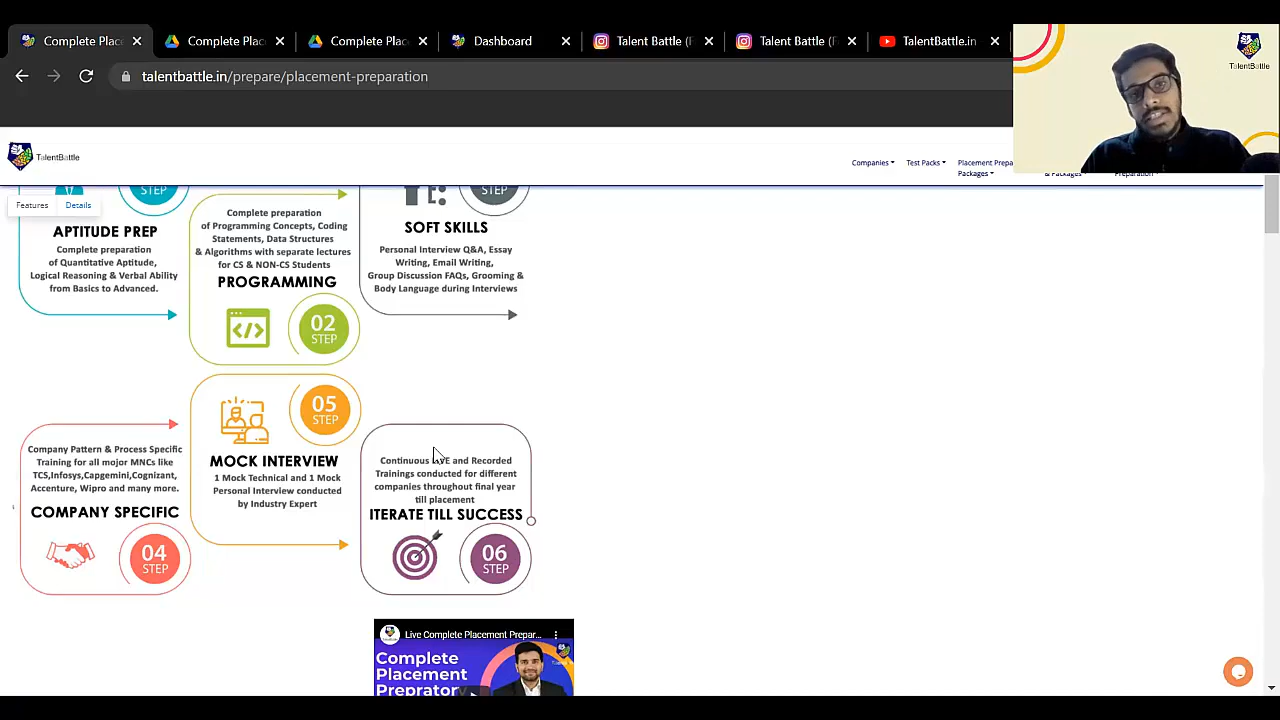 Complete Plac
Complete Plac
Complete Plac
Dashboard
Talent Battle (F
Talent Battle (F
TalentBattle.in
talentbattle.in/prepare/placement-preparation
TalentBattle
TalentBattle
Companies
Test Packs
Placement Prepa
Packages
& Packages
Preparation
Features
Details
STEP
APTITUDE PREP
Complete preparation
of Quantitative Aptitude,
Logical Reasoning & Verbal Ability
from Basics to Advanced.
Complete preparation
of Programming Concepts, Coding
Statements, Data Structures
& Algorithms with separate lectures
for CS & NON-CS Students
PROGRAMMING
02
STEP
STEP
SOFT SKILLS
Personal Interview Q&A, Essay
Writing, Email Writing,
Group Discussion FAQs, Grooming &
Body Language during Interviews
Company Pattern & Process Specific
Training for all major MNCs like
TCS,Infosys,Capgemini,Cognizant,
Accenture, Wipro and many more.
COMPANY SPECIFIC
04
STEP
05
STEP
MOCK INTERVIEW
1 Mock Technical and 1 Mock
Personal Interview conducted
by Industry Expert
Continuous LIVE and Recorded
Trainings conducted for different
companies throughout final year
till placement
ITERATE TILL SUCCESS
06
STEP
Live Complete Placement Prepar...
Complete
Placement
Prepratory